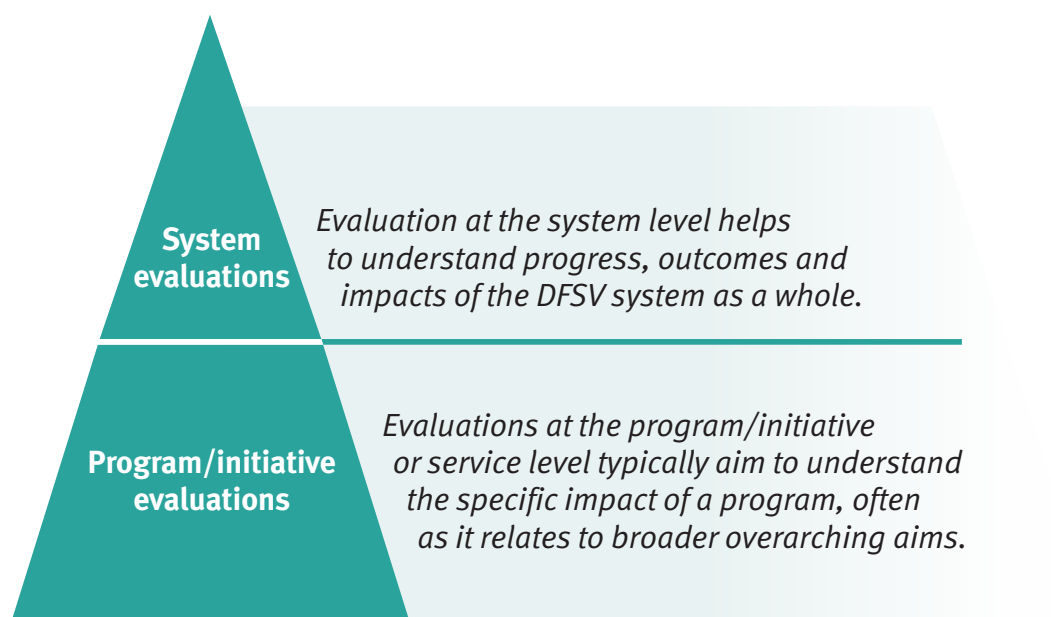 System
evaluations
Evaluation at the system level helps
to understand progress, outcomes and
impacts of the DFSV system as a whole.
Program/initiative
evaluations
Evaluations at the program/initiative
or service level typically aim to understand
the specific impact of a program, often
as it relates to broader overarching aims.